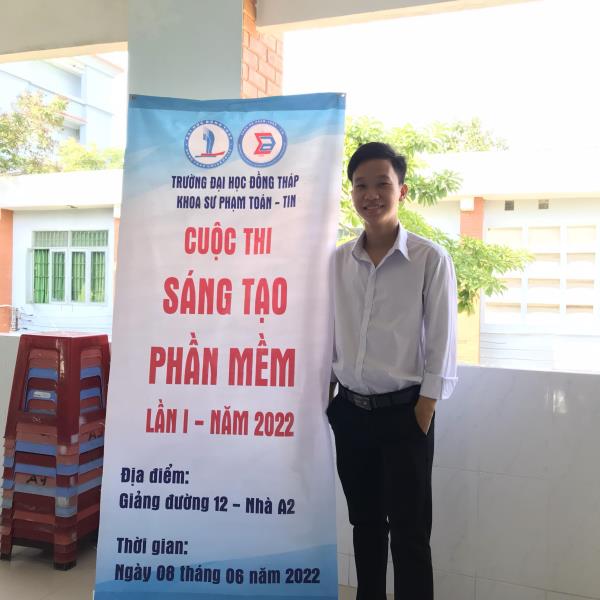 TRƯỜNG ĐẠI HỌC ĐỒNG THÁP
KHOA SƯ PHẠM TOÁN - TIN
CUỘC THI
SÁNG TẠO
PHẦN MỀM
LẦN I - NĂM 2022
Địa điểm:
Giảng đường 12 - Nhà A2
Thời gian:
Ngày 08 tháng 06 năm 2022